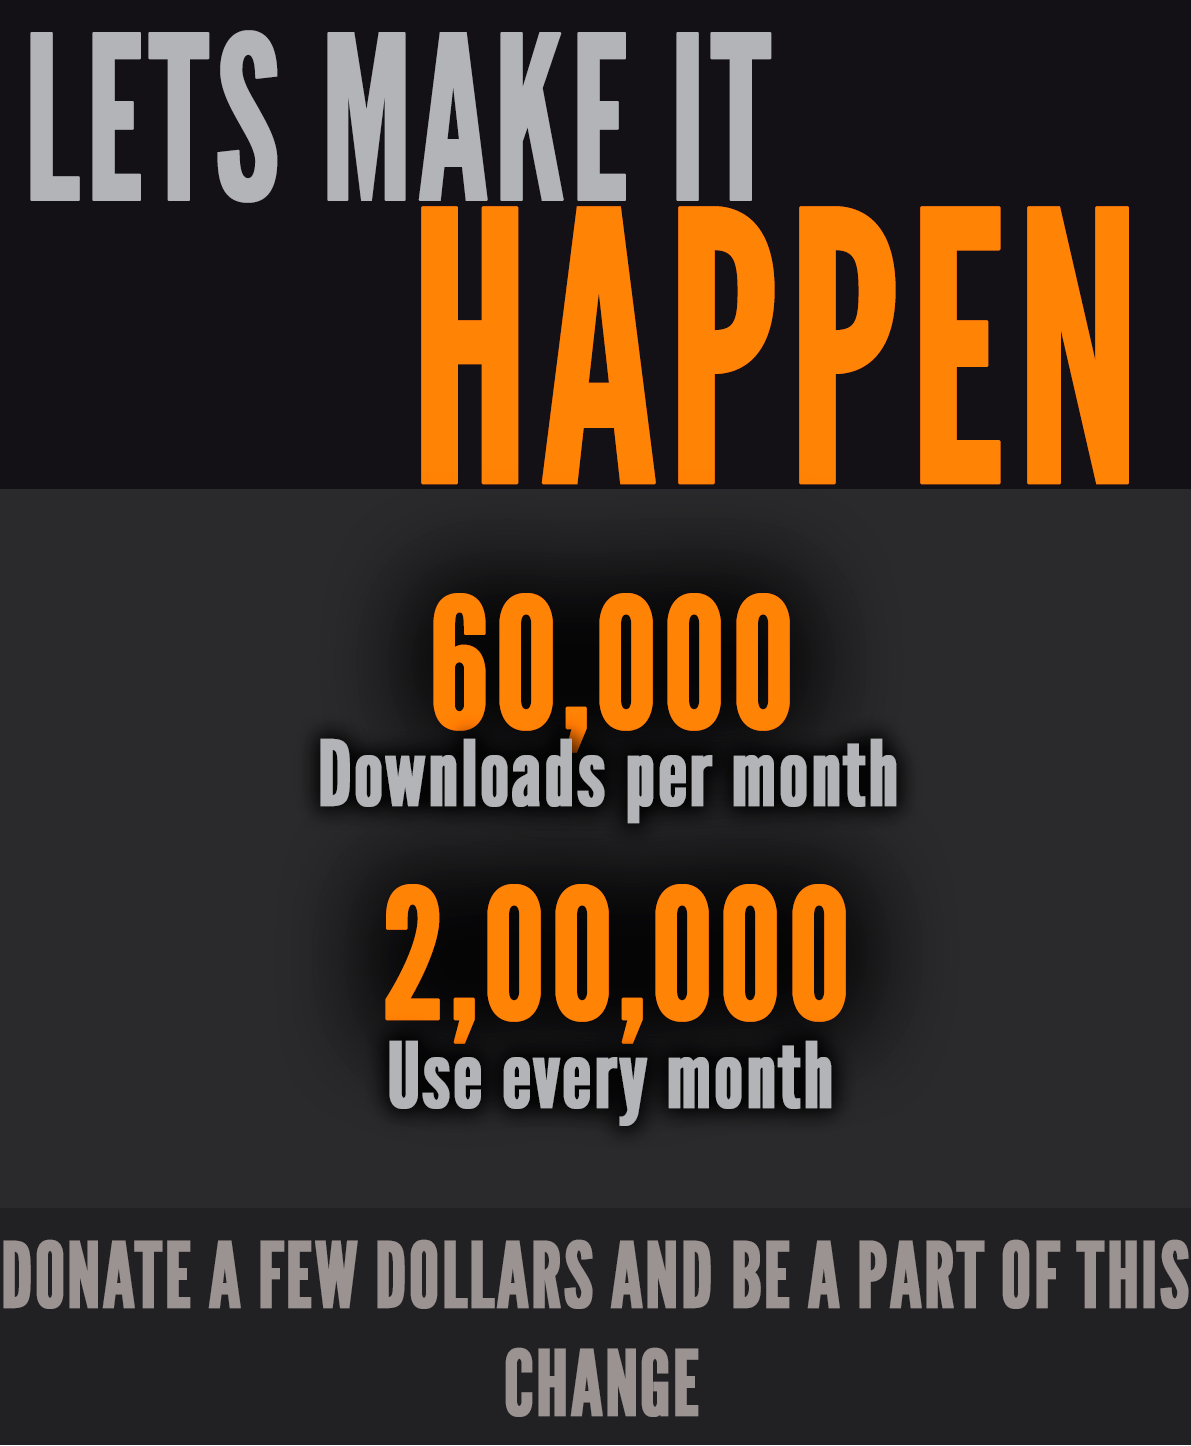 LETS MAKE IT
HAPPEN
60,000
Downloads per month
2,00,000
Use every month
DONATE A FEW DOLLARS AND BE A PART OF THIS
CHANGE